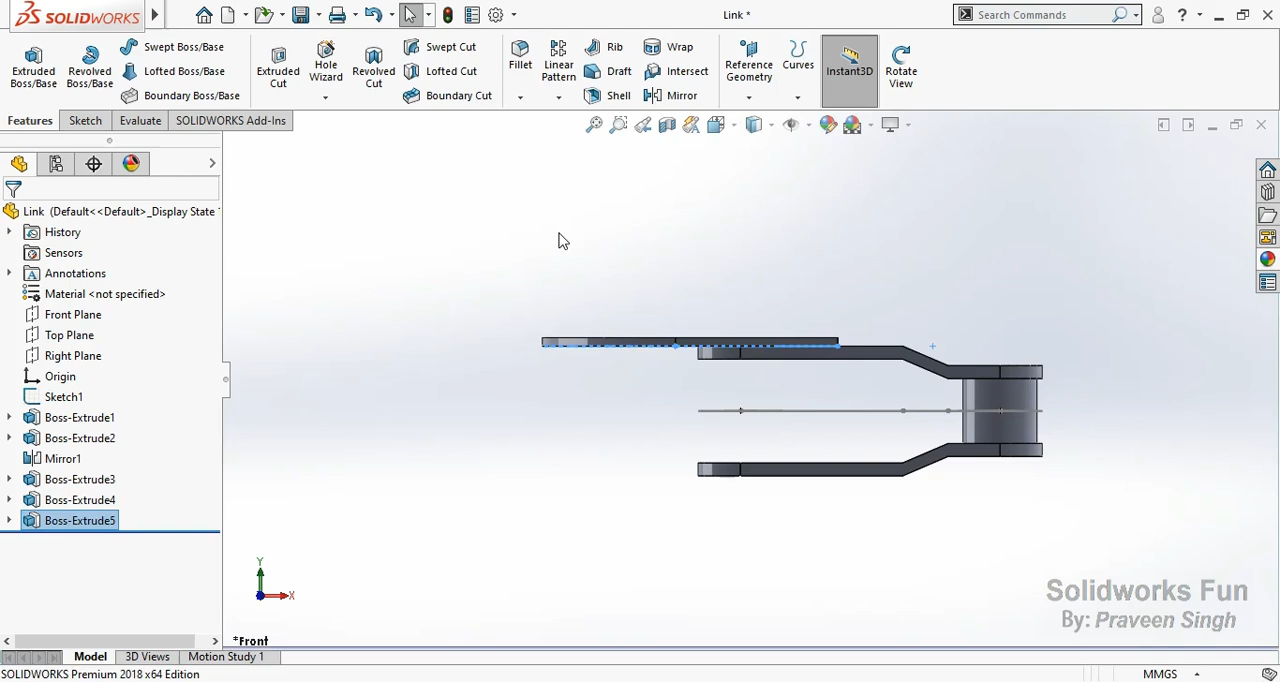 SOLIDWORKS
Link *
Search Commands
?
Extruded Boss/Base
Revolved Boss/Base
Swept Boss/Base
Lofted Boss/Base
Boundary Boss/Base
Extruded Cut
Hole Wizard
Revolved Cut
Swept Cut
Lofted Cut
Boundary Cut
Fillet
Linear Pattern
Rib
Draft
Shell
Wrap
Intersect
Mirror
Reference Geometry
Curves
Instant3D
Rotate View
Features
Sketch
Evaluate
SOLIDWORKS Add-Ins
Link (Default<<Default>_Display State
History
Sensors
Annotations
Material <not specified>
Front Plane
Top Plane
Right Plane
Origin
Sketch1
Boss-Extrude1
Boss-Extrude2
Mirror1
Boss-Extrude3
Boss-Extrude4
Boss-Extrude5
Y
X
*Front
Solidworks Fun
By: Praveen Singh
Model
3D Views
Motion Study 1
SOLIDWORKS Premium 2018 x64 Edition
MMGS